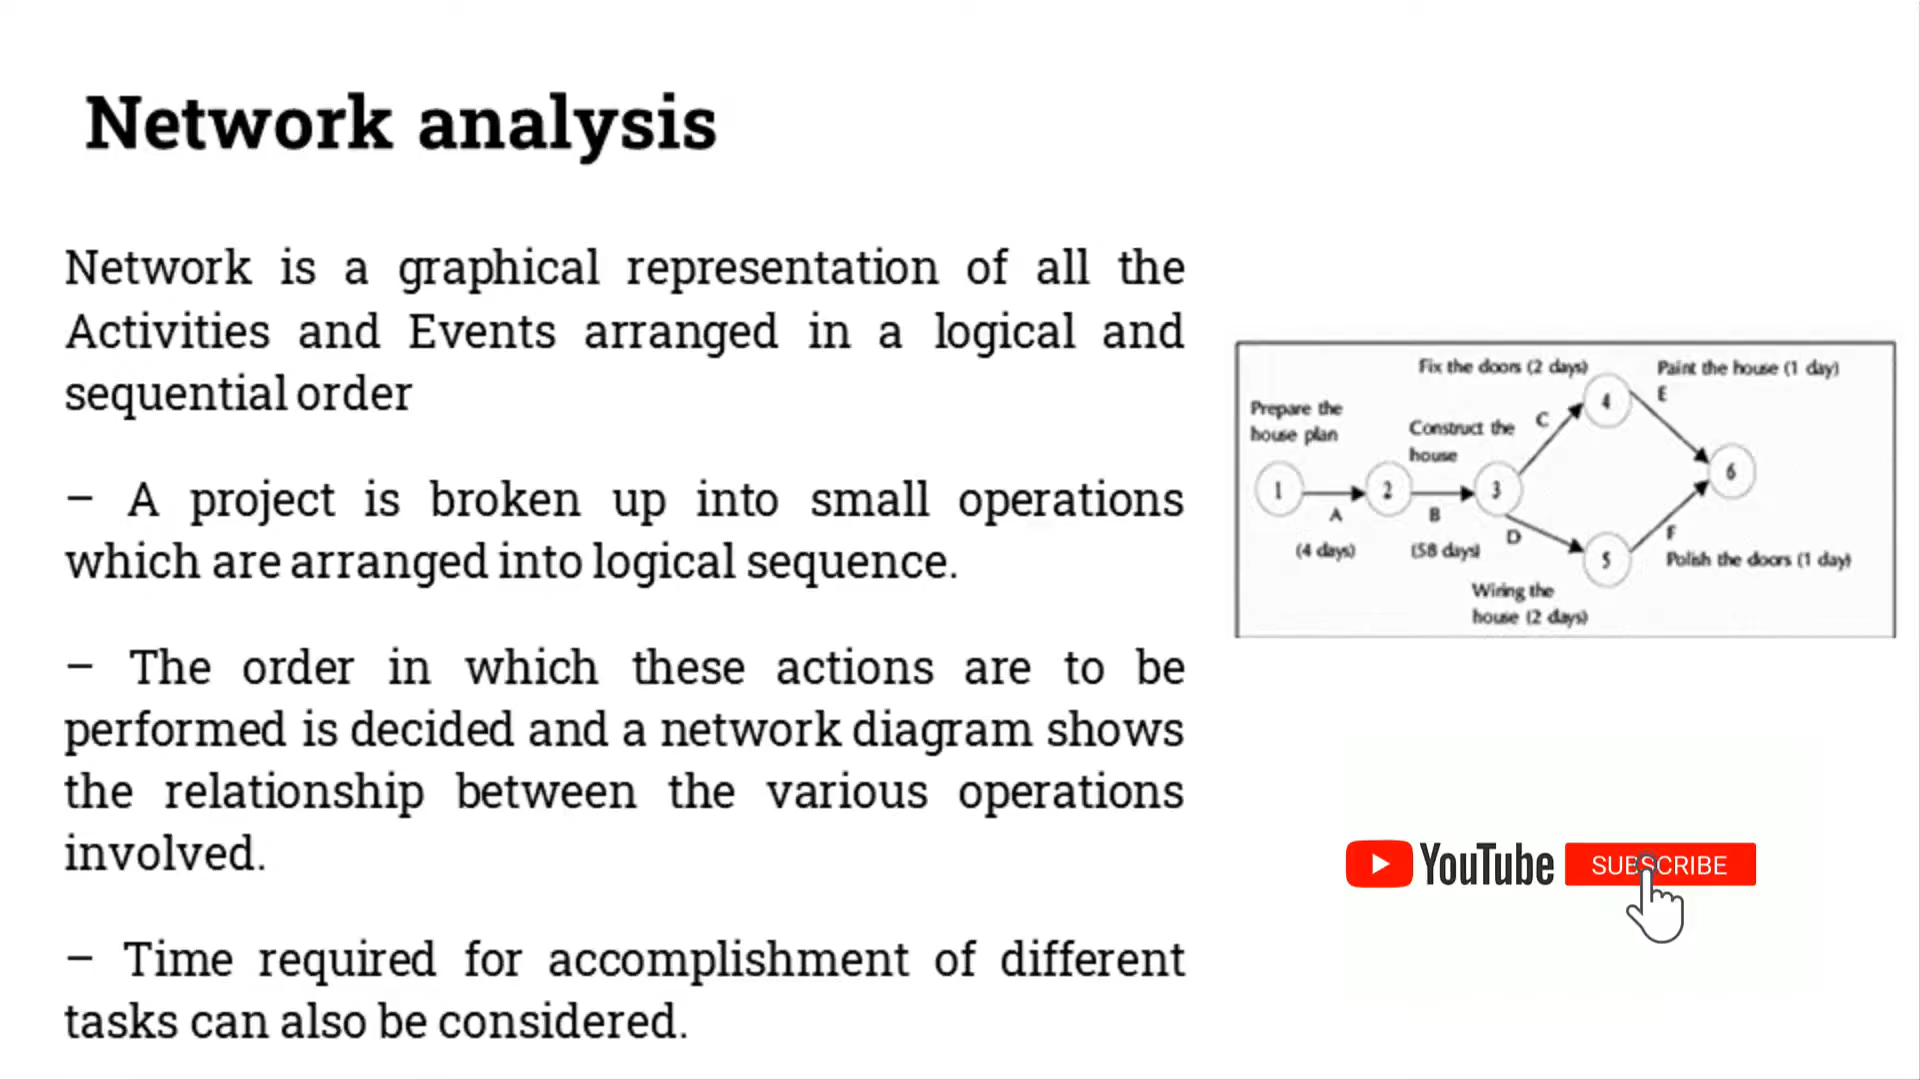 Network analysis
Network is a graphical representation of all the
Activities and Events arranged in a logical and
sequential order
– A project is broken up into small operations
which are arranged into logical sequence.
– The order in which these actions are to be
performed is decided and a network diagram shows
the relationship between the various operations
involved.
– Time required for accomplishment of different
tasks can also be considered.
Fix the doors (2 days)
Paint the house (1 day)
4
E
Prepare the
house plan
Construct the
house
C
1
2
3
6
A
B
D
F
(4 days)
(58 days)
5
Polish the doors (1 day)
Wiring the
house (2 days)
YouTube
SUBSCRIBE